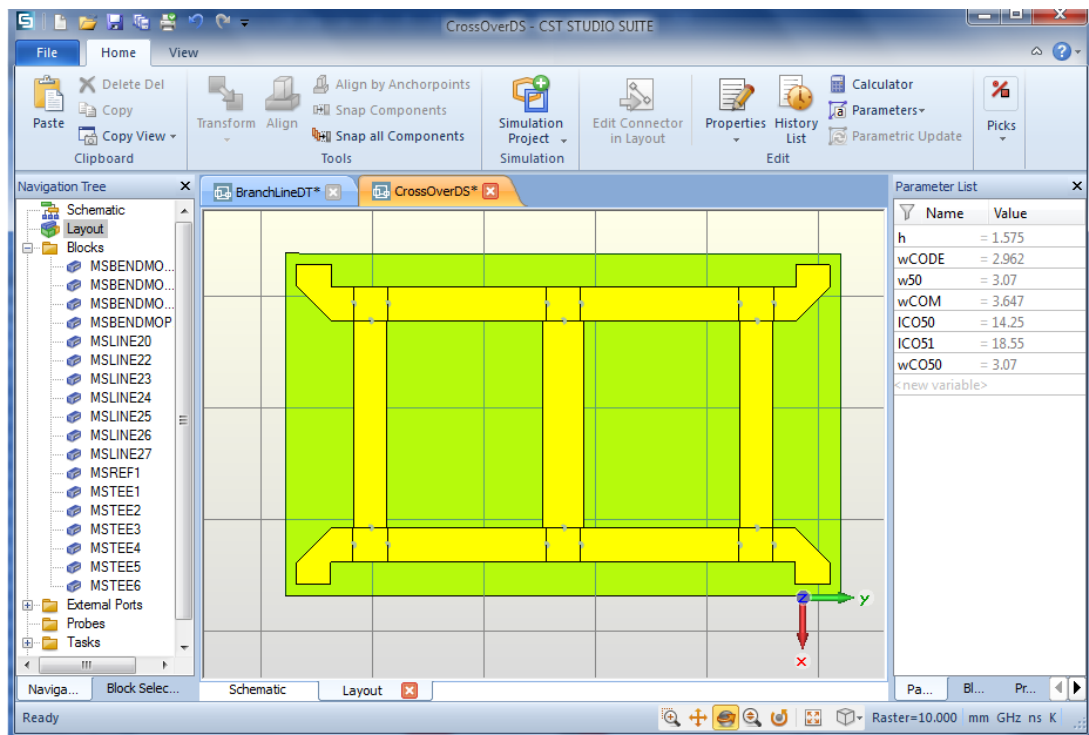 CrossOverDS - CST STUDIO SUITE
File Home View
Paste
Delete Del
Copy
Copy View
Clipboard
Transform Align
Align by Anchorpoints
Snap Components
Snap all Components
Tools
Simulation
Project
Simulation
Edit Connector
in Layout
Properties
History
List
Calculator
Parameters
Parametric Update
Edit
Picks
Navigation Tree
Schematic
Layout
Blocks
MSBENDMO...
MSBENDMO...
MSBENDMO...
MSBENDMOP
MSLINE20
MSLINE22
MSLINE23
MSLINE24
MSLINE25
MSLINE26
MSLINE27
MSREF1
MSTEE1
MSTEE2
MSTEE3
MSTEE4
MSTEE5
MSTEE6
External Ports
Probes
Tasks
Naviga... Block Selec...
BranchLineDT* CrossOverDS*
y
z
x
Schematic Layout
Parameter List
Name Value
h = 1.575
wCODE = 2.962
w50 = 3.07
wCOM = 3.647
lCO50 = 14.25
lCO51 = 18.55
wCO50 = 3.07
<new variable>
Pa... Bl... Pr...
Ready
Raster=10.000 mm GHz ns K